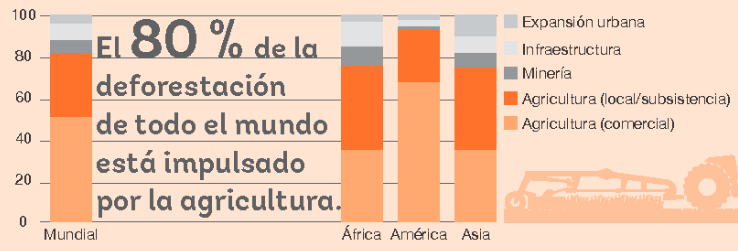 100
80
60
40
20
0
El 80 % de la
deforestación
de todo el mundo
está impulsado
por la agricultura.
Mundial
África América Asia
Expansión urbana
Infraestructura
Minería
Agricultura (local/subsistencia)
Agricultura (comercial)